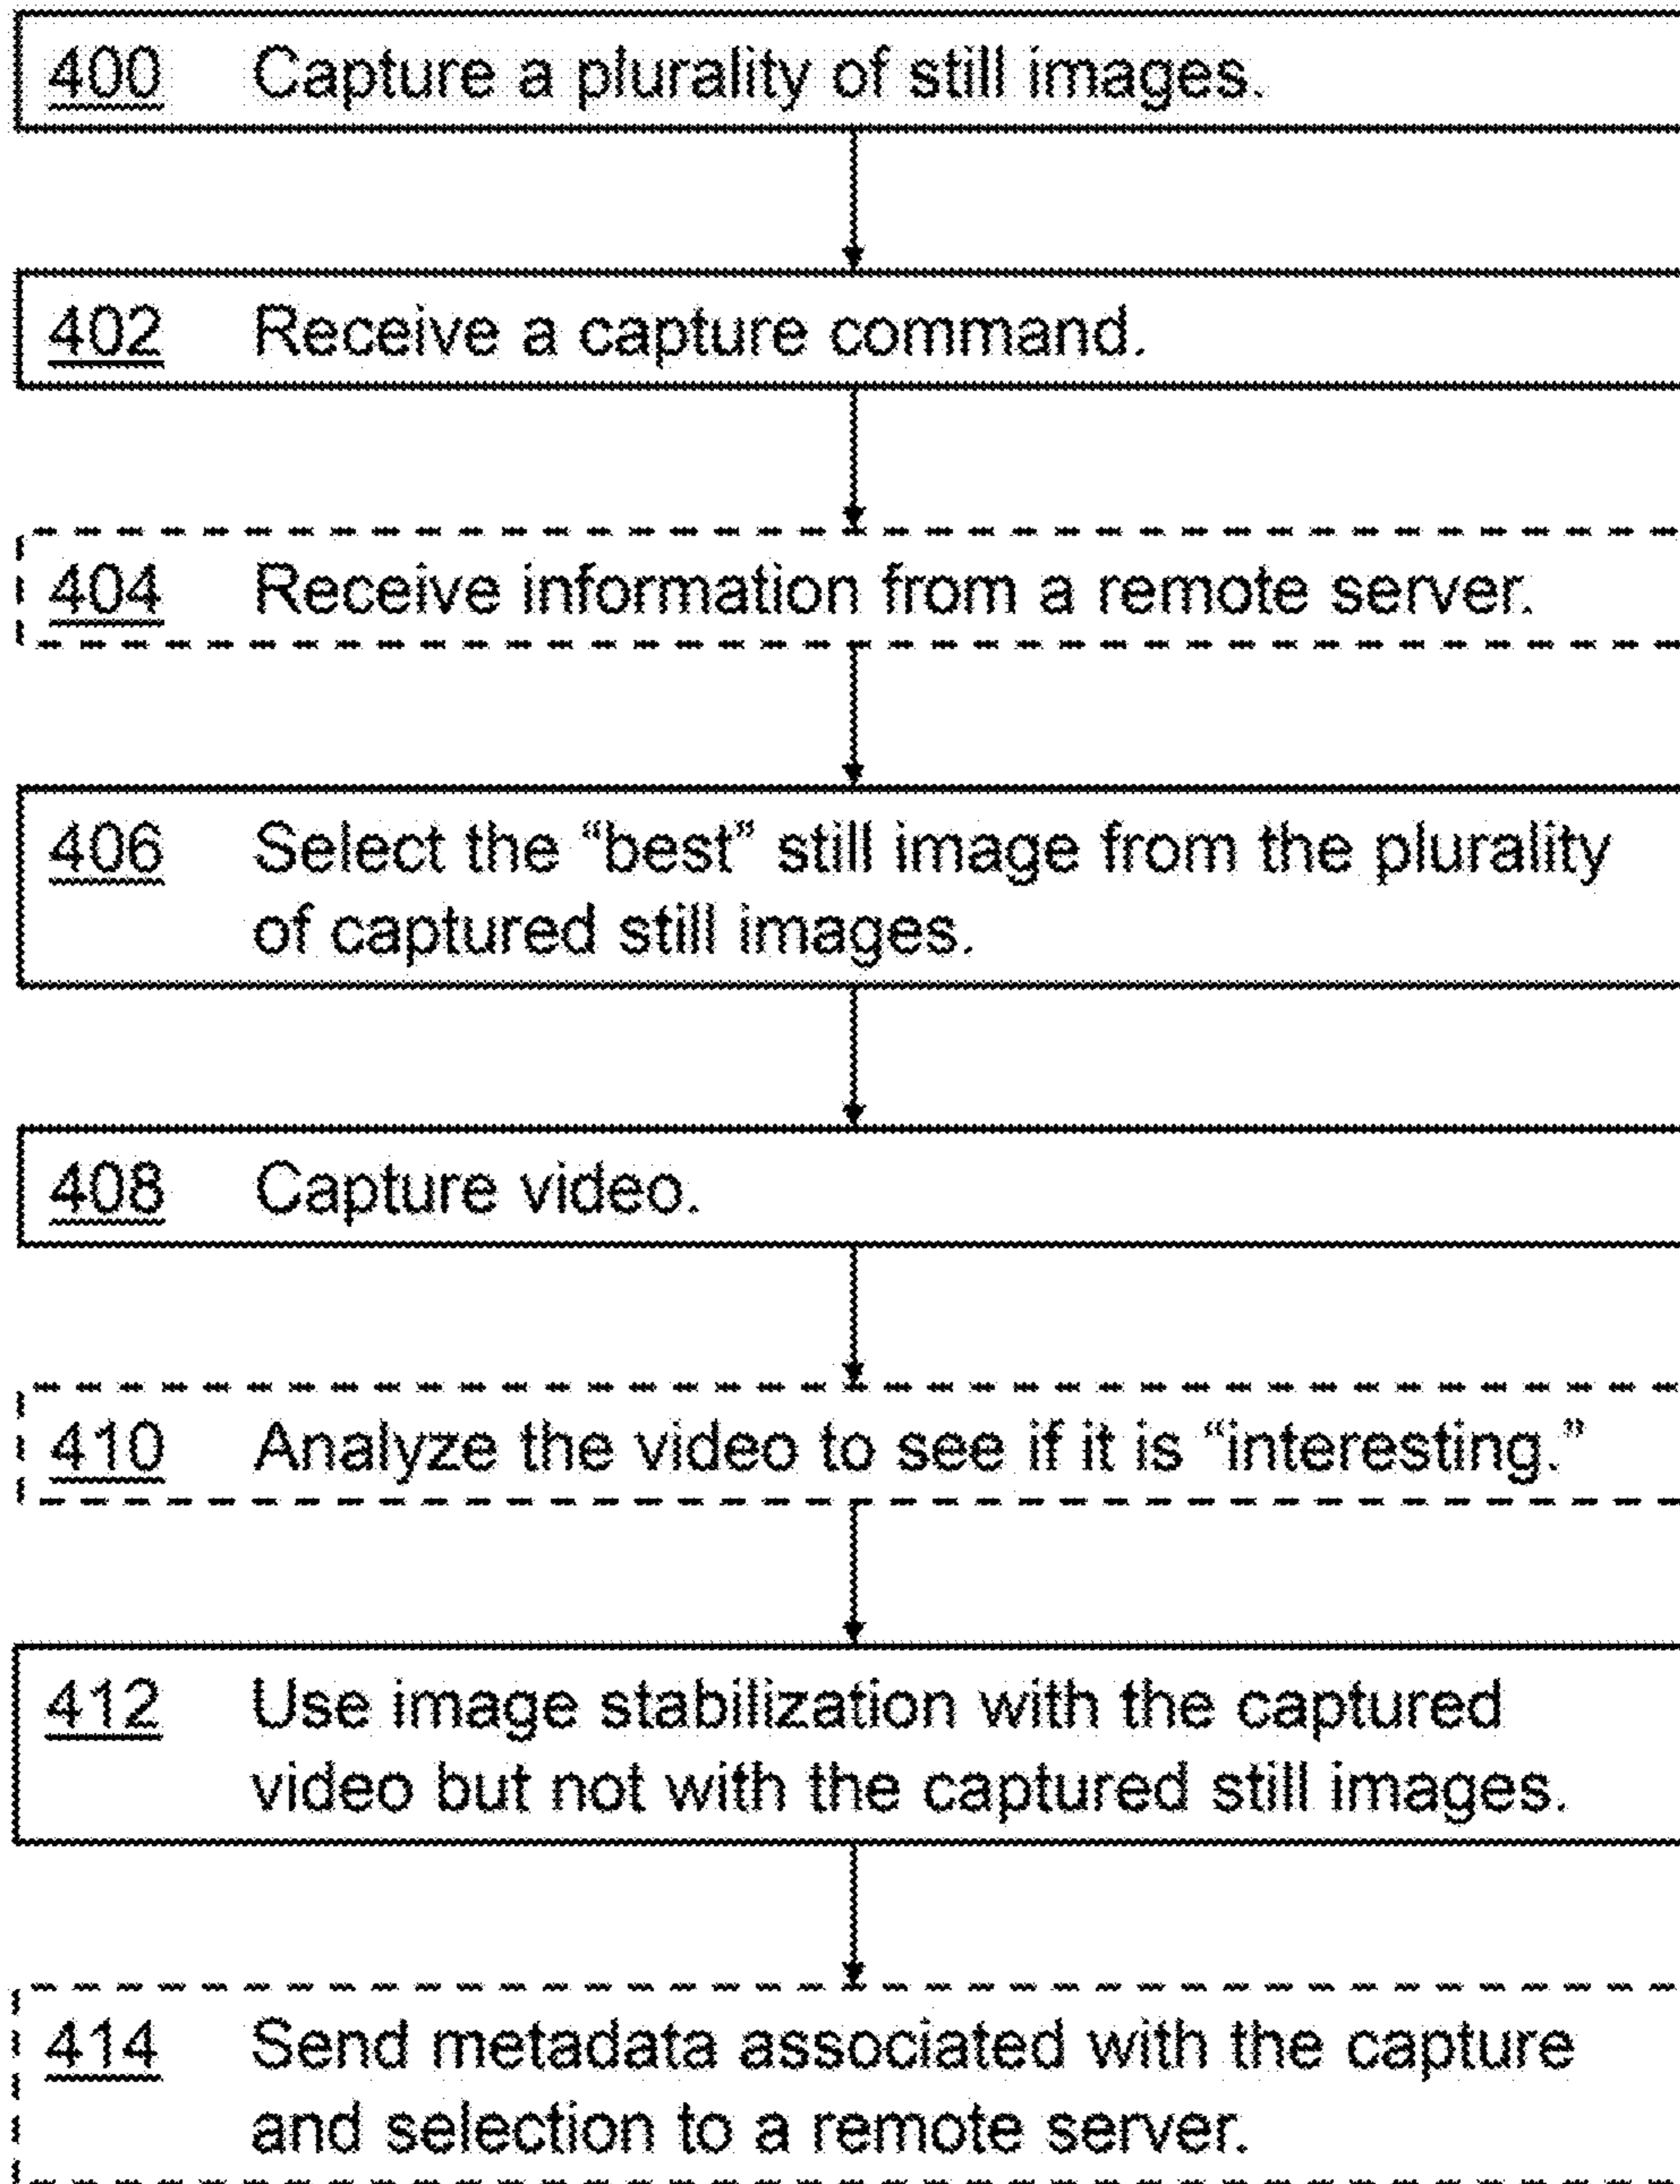 400 Capture a plurality of still images.
402 Receive a capture command.
404 Receive information from a remote server.
406 Select the “best” still image from the plurality
of captured still images.
408 Capture video.
410 Analyze the video to see if it is “interesting.”
412 Use image stabilization with the captured
video but not with the captured still images.
414 Send metadata associated with the capture
and selection to a remote server.